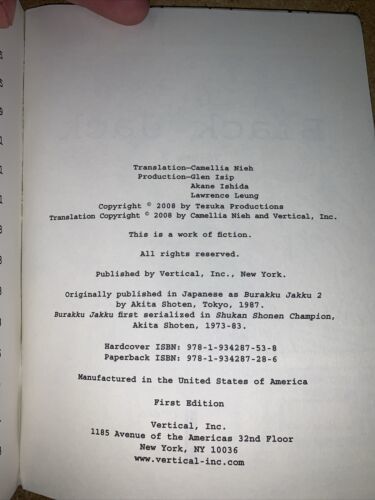 Translation—Camellia Nieh
Production—Glen Isip
Akane Ishida
Lawrence Leung
Copyright © 2008 by Tezuka Productions
Translation Copyright © 2008 by Camellia Nieh and Vertical, Inc.
This is a work of fiction.
All rights reserved.
Published by Vertical, Inc., New York.
Originally published in Japanese as Burakku Jakku 2
by Akita Shoten, Tokyo, 1987.
Burakku Jakku first serialized in Shukan Shonen Champion,
Akita Shoten, 1973-83.
Hardcover ISBN: 978-1-934287-53-8
Paperback ISBN: 978-1-934287-28-6
Manufactured in the United States of America
First Edition
Vertical, Inc.
1185 Avenue of the Americas 32nd Floor
New York, NY 10036
www.vertical-inc.com